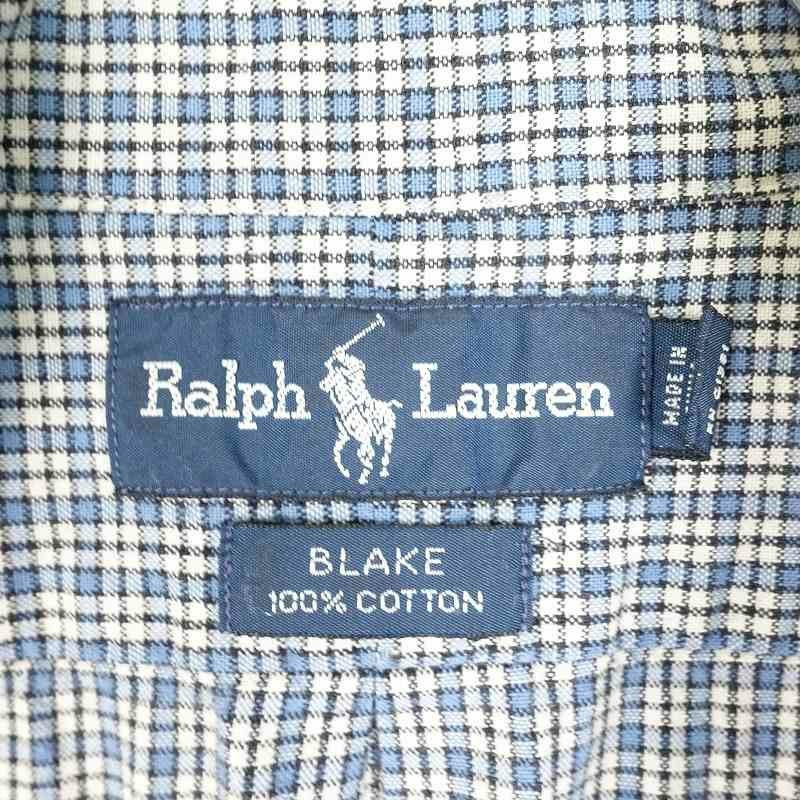 Ralph Lauren
MADE IN
BLAKE
100% COTTON